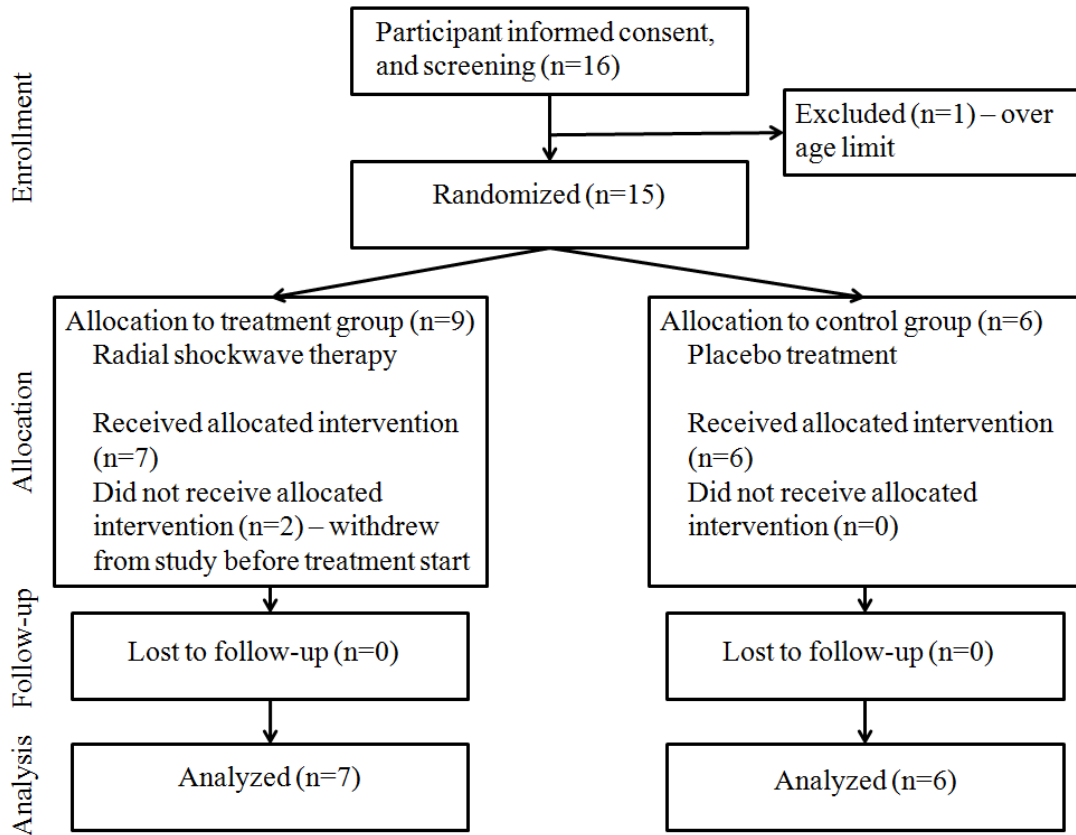 Enrollment
Participant informed consent,
and screening (n=16)
Excluded (n=1) – over
age limit
Randomized (n=15)
Allocation
Allocation to treatment group (n=9)
Radial shockwave therapy
Received allocated intervention
(n=7)
Did not receive allocated
intervention (n=2) – withdrew
from study before treatment start
Allocation to control group (n=6)
Placebo treatment
Received allocated intervention
(n=6)
Did not receive allocated
intervention (n=0)
Follow-up
Lost to follow-up (n=0)
Lost to follow-up (n=0)
Analysis
Analyzed (n=7)
Analyzed (n=6)